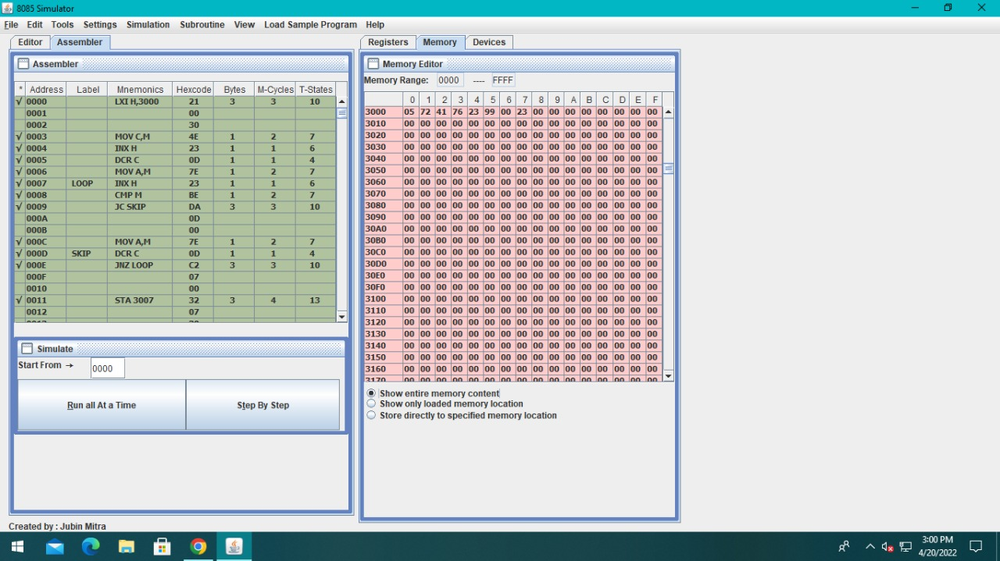 8085 Simulator
File Edit Tools Settings Simulation Subroutine View Load Sample Program Help
Editor Assembler
Assembler
* Address Label Mnemonics Hexcode Bytes M-Cycles T-States
√ 0000 LXI H,3000 21 3 3 10
0001 00
0002 30
√ 0003 MOV C,M 4E 1 2 7
√ 0004 INX H 23 1 1 6
√ 0005 DCR C 0D 1 1 4
√ 0006 MOV A,M 7E 1 2 7
√ 0007 LOOP INX H 23 1 1 6
√ 0008 CMP M BE 1 2 7
√ 0009 JC SKIP DA 3 3 10
000A 0D
000B 00
√ 000C MOV A,M 7E 1 2 7
√ 000D SKIP DCR C 0D 1 1 4
√ 000E JNZ LOOP C2 3 3 10
000F 07
0010 00
√ 0011 STA 3007 32 3 4 13
0012 07
Simulate
Start From → 0000
Run all At a Time Step By Step
Registers Memory Devices
Memory Editor
Memory Range: 0000 ---- FFFF
0 1 2 3 4 5 6 7 8 9 A B C D E F
3000 05 72 41 76 23 99 00 23 00 00 00 00 00 00 00 00
3010 00 00 00 00 00 00 00 00 00 00 00 00 00 00 00 00
3020 00 00 00 00 00 00 00 00 00 00 00 00 00 00 00 00
3030 00 00 00 00 00 00 00 00 00 00 00 00 00 00 00 00
3040 00 00 00 00 00 00 00 00 00 00 00 00 00 00 00 00
3050 00 00 00 00 00 00 00 00 00 00 00 00 00 00 00 00
3060 00 00 00 00 00 00 00 00 00 00 00 00 00 00 00 00
3070 00 00 00 00 00 00 00 00 00 00 00 00 00 00 00 00
3080 00 00 00 00 00 00 00 00 00 00 00 00 00 00 00 00
3090 00 00 00 00 00 00 00 00 00 00 00 00 00 00 00 00
30A0 00 00 00 00 00 00 00 00 00 00 00 00 00 00 00 00
30B0 00 00 00 00 00 00 00 00 00 00 00 00 00 00 00 00
30C0 00 00 00 00 00 00 00 00 00 00 00 00 00 00 00 00
30D0 00 00 00 00 00 00 00 00 00 00 00 00 00 00 00 00
30E0 00 00 00 00 00 00 00 00 00 00 00 00 00 00 00 00
30F0 00 00 00 00 00 00 00 00 00 00 00 00 00 00 00 00
3100 00 00 00 00 00 00 00 00 00 00 00 00 00 00 00 00
3110 00 00 00 00 00 00 00 00 00 00 00 00 00 00 00 00
3120 00 00 00 00 00 00 00 00 00 00 00 00 00 00 00 00
3130 00 00 00 00 00 00 00 00 00 00 00 00 00 00 00 00
3140 00 00 00 00 00 00 00 00 00 00 00 00 00 00 00 00
3150 00 00 00 00 00 00 00 00 00 00 00 00 00 00 00 00
3160 00 00 00 00 00 00 00 00 00 00 00 00 00 00 00 00
3170 00 00 00 00 00 00 00 00 00 00 00 00 00 00 00 00
Show entire memory content
Show only loaded memory location
Store directly to specified memory location
Created by : Jubin Mitra
3:00 PM
4/20/2022